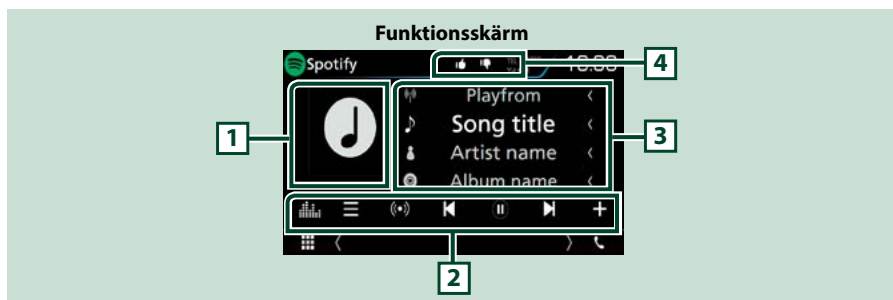 Funktionsskärm
Spotify
4
Playfrom
1
Song title
3
Artist name
Album name
2